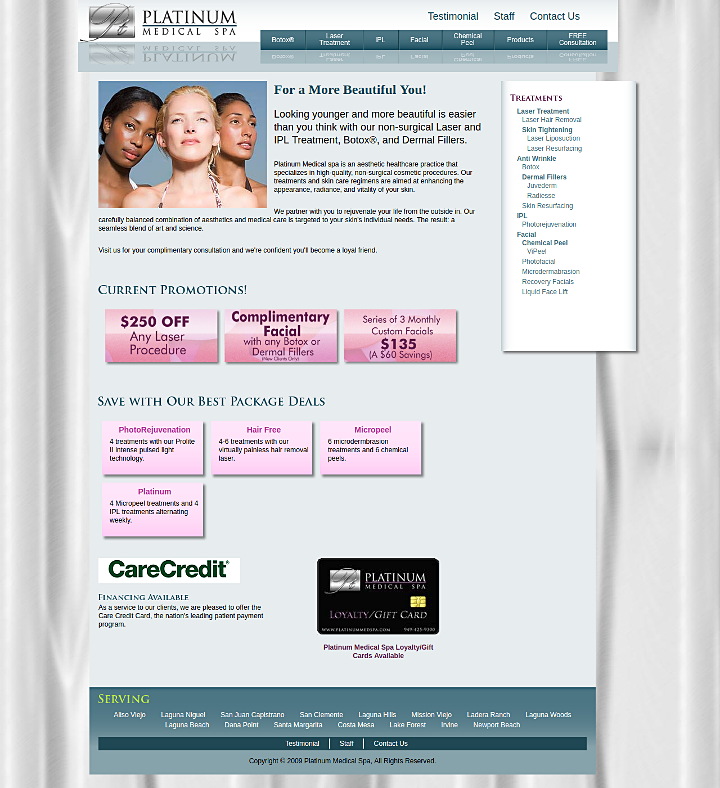 PLATINUM
MEDICAL SPA
Testimonial Staff Contact Us
Botox® Laser Treatment IPL Facial Chemical Peel Products FREE Consultation
For a More Beautiful You!
Looking younger and more beautiful is easier
than you think with our non-surgical Laser and
IPL Treatment, Botox®, and Dermal Fillers.
Platinum Medical spa is an aesthetic healthcare practice that
specializes in high-quality, non-surgical cosmetic procedures. Our
treatments and skin care regimens are aimed at enhancing the
appearance, radiance, and vitality of your skin.
We partner with you to rejuvenate your life from the outside in. Our
carefully balanced combination of aesthetics and medical care is targeted to your skin's individual needs. The result: a
seamless blend of art and science.
Visit us for your complimentary consultation and we're confident you'll become a loyal friend.
Treatments
Laser Treatment
Laser Hair Removal
Skin Tightening
Laser Liposuction
Laser Resurfacing
Anti Wrinkle
Botox
Dermal Fillers
Juvederm
Radiesse
Skin Resurfacing
IPL
Photorejuvenation
Facial
Chemical Peel
ViPeel
Photofacial
Microdermabrasion
Recovery Facials
Liquid Face Lift
Current Promotions!
$250 OFF
Any Laser
Procedure
Complimentary
Facial
with any Botox or
Dermal Fillers
(New Clients Only)
Series of 3 Monthly
Custom Facials
$135
(A $60 Savings)
Save with Our Best Package Deals
PhotoRejuvenation
4 treatments with our Prolite
II intense pulsed light
technology.
Hair Free
4-6 treatments with our
virtually painless hair removal
laser.
Micropeel
6 microdermbrasion
treatments and 6 chemical
peels.
Platinum
4 Micropeel treatments and 4
IPL treatments alternating
weekly.
CareCredit®
Financing Available
As a service to our clients, we are pleased to offer the
Care Credit Card, the nation's leading patient payment
program.
PLATINUM
MEDICAL SPA
Loyalty/Gift Card
WWW.PLATINUMMEDSPA.COM 949-425-9300
Platinum Medical Spa Loyalty/Gift
Cards Available
Serving
Aliso Viejo Laguna Niguel San Juan Capistrano San Clemente Laguna Hills Mission Viejo Ladera Ranch Laguna Woods
Laguna Beach Dana Point Santa Margarita Costa Mesa Lake Forest Irvine Newport Beach
Testimonial Staff Contact Us
Copyright © 2009 Platinum Medical Spa, All Rights Reserved.